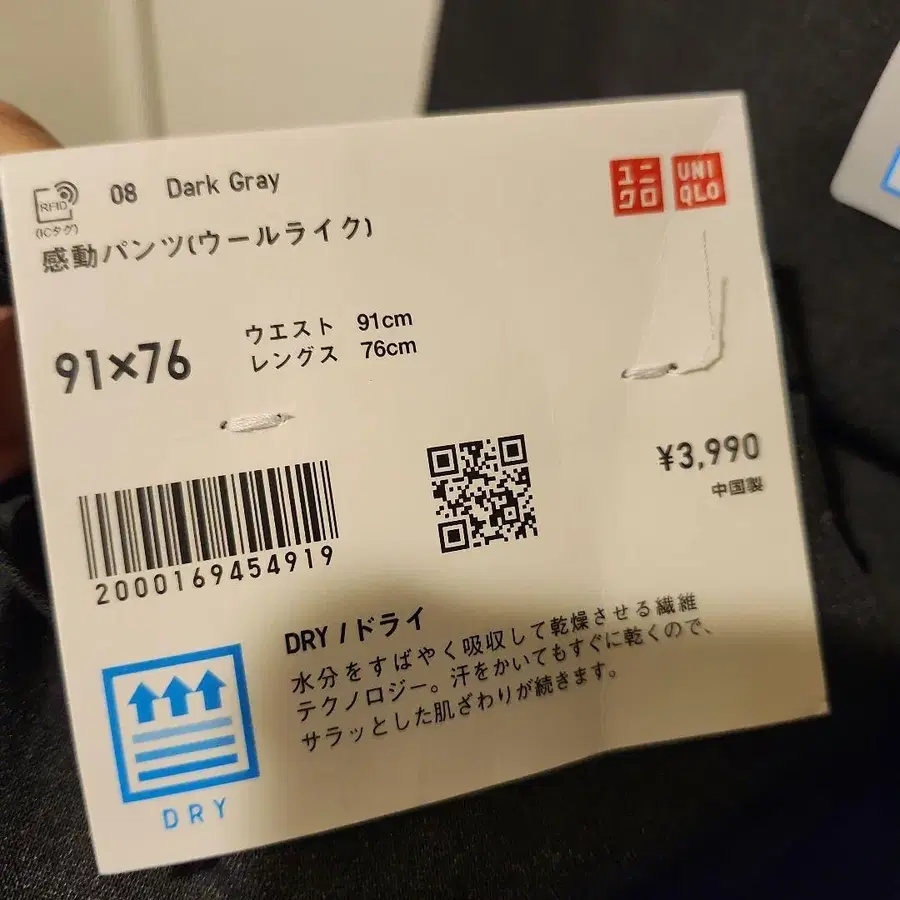 RFID
(ICタグ)
08 Dark Gray
ユニクロ
UNIQLO
感動パンツ(ウールライク)
91×76
ウエスト 91cm
レングス 76cm
¥3,990
中国製
2000169454919
DRY / ドライ
水分をすばやく吸収して乾燥させる繊維
テクノロジー。汗をかいてもすぐに乾くので、
サラッとした肌ざわりが続きます。
DRY